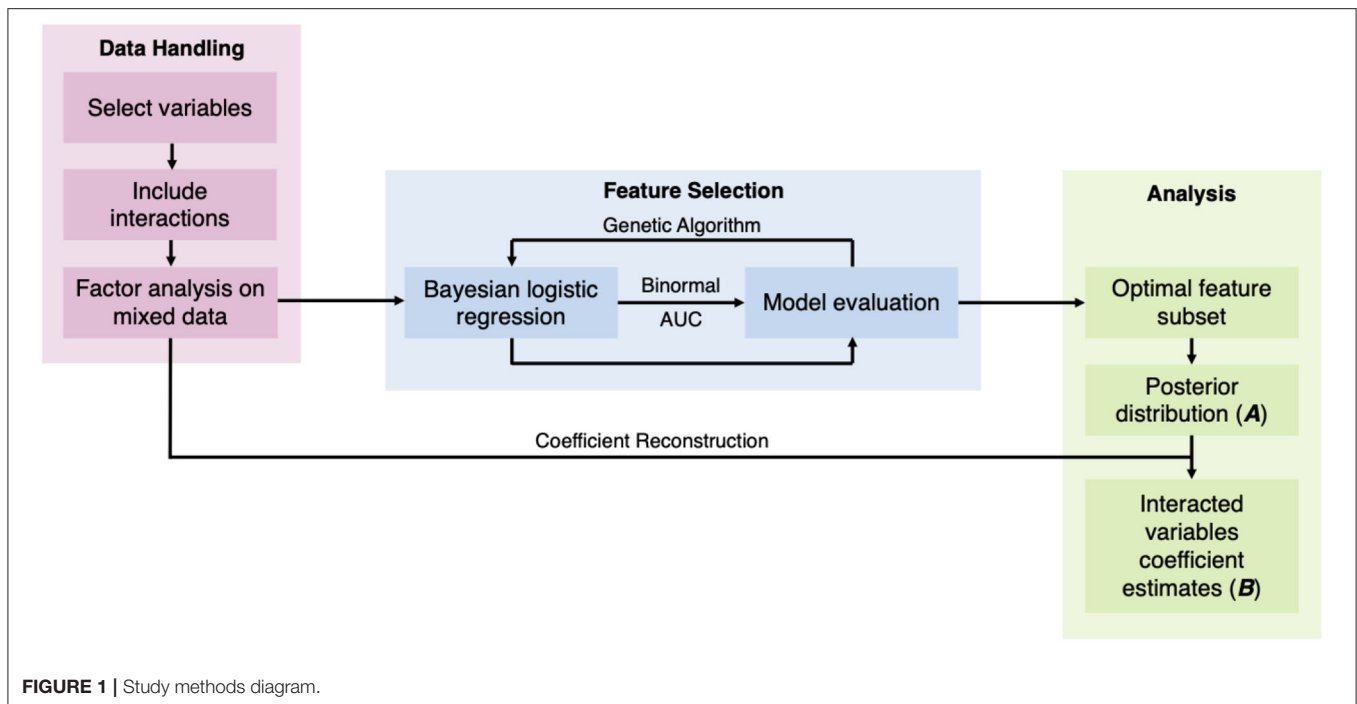 Data Handling
Select variables
Include
interactions
Factor analysis on
mixed data
Feature Selection
Genetic Algorithm
Bayesian logistic
regression
Binormal
AUC
Model evaluation
Analysis
Optimal feature
subset
Posterior
distribution (A)
Coefficient Reconstruction
Interacted
variables
coefficient
estimates (B)
FIGURE 1 | Study methods diagram.